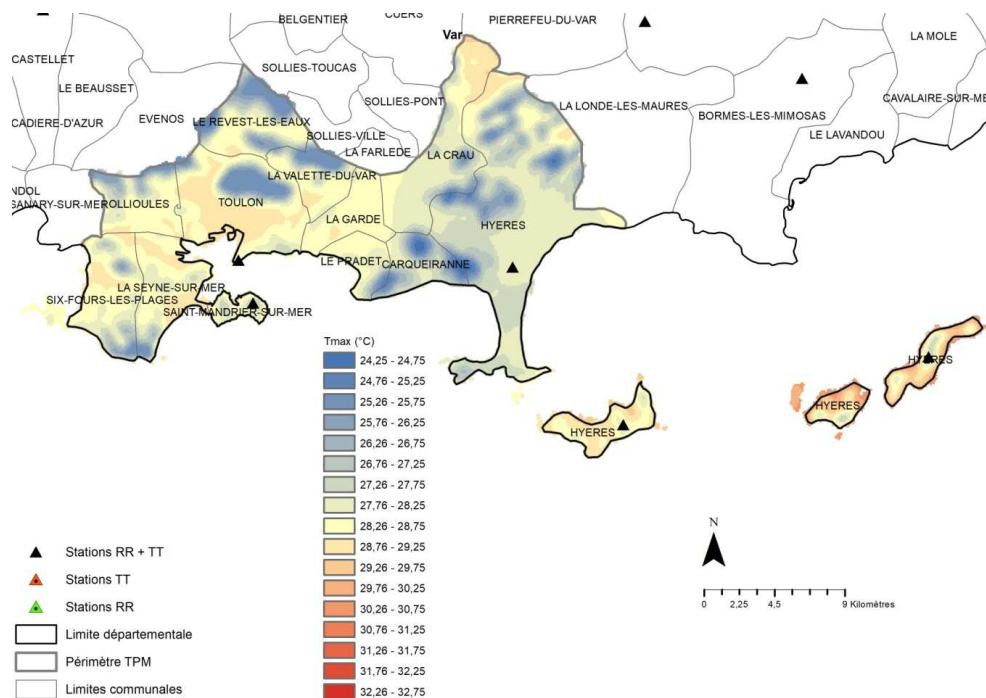 BELGENTIER
CUERS
PIERREFEU-DU-VAR
Var
LA MOLE
CASTELLET
SOLLIES-TOUCAS
LE BEAUSSET
SOLLIES-PONT
LA LONDE-LES-MAURES
CAVALAIRE-SUR-ME
CADIERE-D'AZUR
EVENOS
LE REVEST-LES-EAUX
BORMES-LES-MIMOSAS
SOLLIES-VILLE
LE LAVANDOU
LA FARLEDE
LA CRAU
LA VALETTE-DU-VAR
NDOL
SANARY-SUR-MER
OLLIOULES
TOULON
LA GARDE
HYERES
LE PRADET
CARQUEIRANNE
LA SEYNE-SUR-MER
SIX-FOURS-LES-PLAGES
SAINT-MANDRIER-SUR-MER
HYERES
HYERES
HYERES
Tmax (°C)
24,25 - 24,75
24,76 - 25,25
25,26 - 25,75
25,76 - 26,25
26,26 - 26,75
26,76 - 27,25
27,26 - 27,75
27,76 - 28,25
28,26 - 28,75
28,76 - 29,25
29,26 - 29,75
29,76 - 30,25
30,26 - 30,75
30,76 - 31,25
31,26 - 31,75
31,76 - 32,25
32,26 - 32,75
Stations RR + TT
Stations TT
Stations RR
Limite départementale
Périmètre TPM
Limites communales
N
0 2,25 4,5 9 Kilomètres